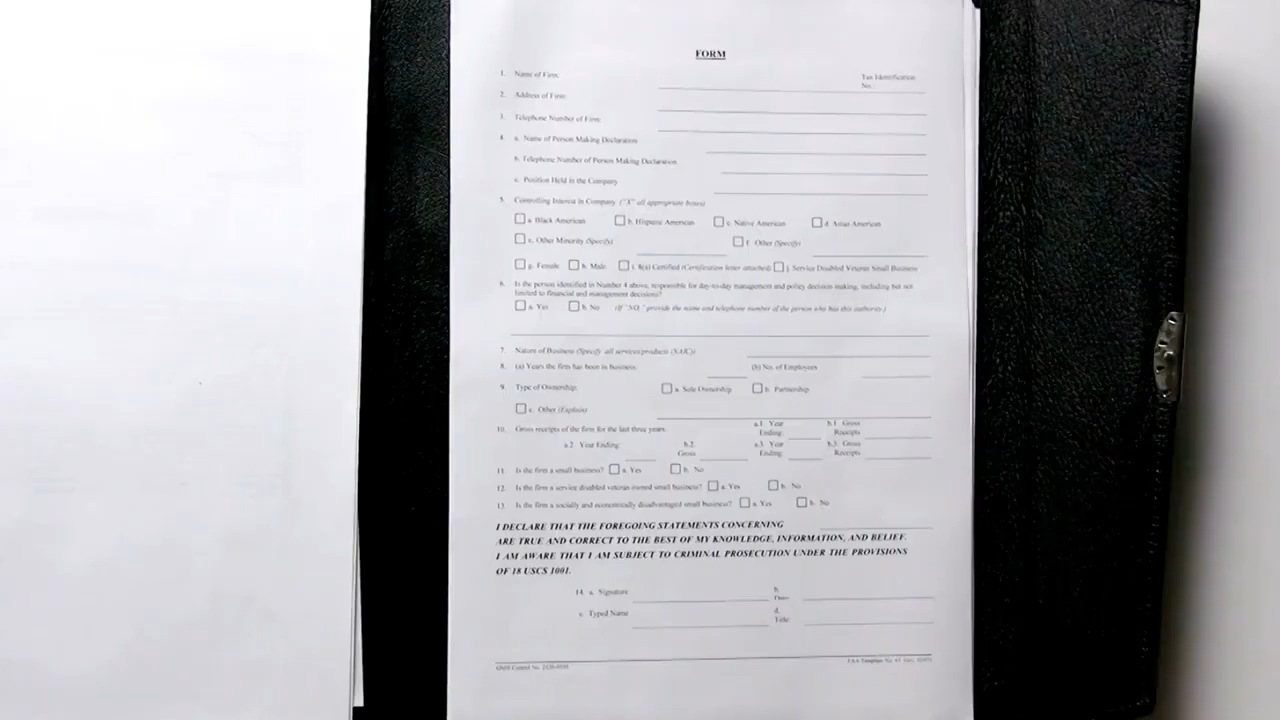 FORM
1. Name of Firm: Tax Identification No.:
2. Address of Firm:
3. Telephone Number of Firm:
4. a. Name of Person Making Declaration
b. Telephone Number of Person Making Declaration
c. Position Held in the Company
5. Controlling Interest in Company ("X" all appropriate boxes)
a. Black American b. Hispanic American c. Native American d. Asian American
e. Other Minority (Specify) f. Other (Specify)
g. Female h. Male i. 8(a) Certified (Certification letter attached) j. Service Disabled Veteran Small Business
6. Is the person identified in Number 4 above, responsible for day-to-day management and policy decision making, including but not
limited to financial and management decisions?
a. Yes b. No (If "NO," provide the name and telephone number of the person who has this authority.)
7. Nature of Business (Specify all services/products (NAIC))
8. (a) Years the firm has been in business: (b) No. of Employees
9. Type of Ownership: a. Sole Ownership b. Partnership
c. Other (Explain)
10. Gross receipts of the firm for the last three years: a.1 Year Ending: b.1 Gross Receipts
a.2 Year Ending: b.2. Gross a.3 Year Ending: b.3. Gross Receipts
11. Is the firm a small business? a. Yes b. No
12. Is the firm a service disabled veteran owned small business? a. Yes b. No
13. Is the firm a socially and economically disadvantaged small business? a. Yes b. No
I DECLARE THAT THE FOREGOING STATEMENTS CONCERNING
ARE TRUE AND CORRECT TO THE BEST OF MY KNOWLEDGE, INFORMATION, AND BELIEF.
I AM AWARE THAT I AM SUBJECT TO CRIMINAL PROSECUTION UNDER THE PROVISIONS
OF 18 USCS 1001.
14. a. Signature b. Date:
c. Typed Name d. Title:
OMB Control No.
FAA Template No.